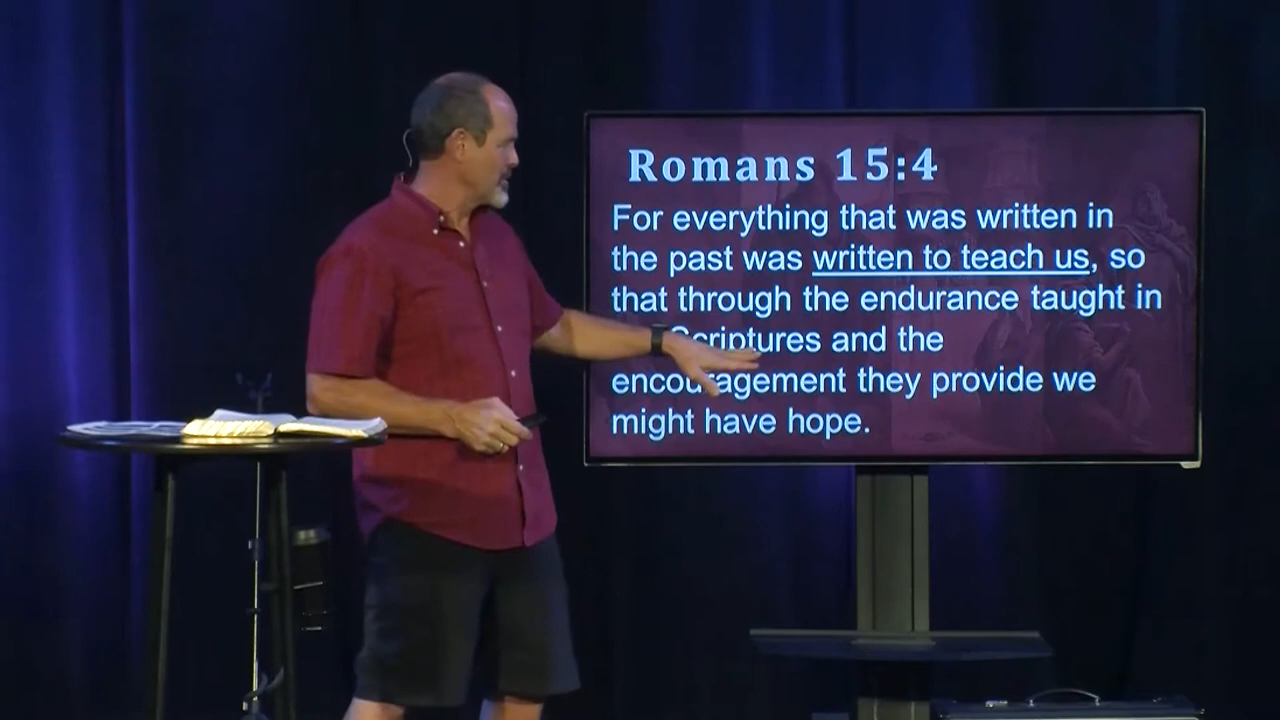 Romans 15:4
For everything that was written in
the past was written to teach us, so
that through the endurance taught in
Scriptures and the
encouragement they provide we
might have hope.